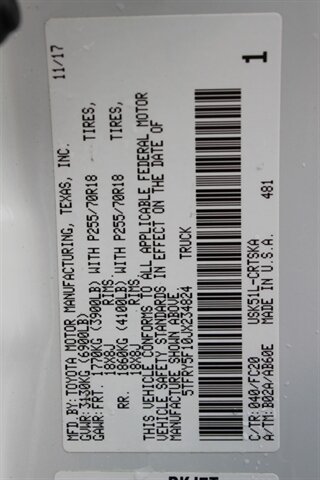 MFD.BY:TOYOTA MOTOR MANUFACTURING, TEXAS, INC. 11/17
GVWR: 3130KG (6900LB)
GAWR:FRT. 1770KG (3900LB) WITH P255/70R18 TIRES,
18X8J RIMS
RR. 1860KG (4100LB) WITH P255/70R18 TIRES,
18X8J RIMS
THIS VEHICLE CONFORMS TO ALL APPLICABLE FEDERAL MOTOR
VEHICLE SAFETY STANDARDS IN EFFECT ON THE DATE OF
MANUFACTURE SHOWN ABOVE.
5TFRY5F10JX234824 TRUCK
C/TR: 040/FC20 USK51L-CRTSKA
A/TM: B02A/AB60E MADE IN U.S.A. 1
481